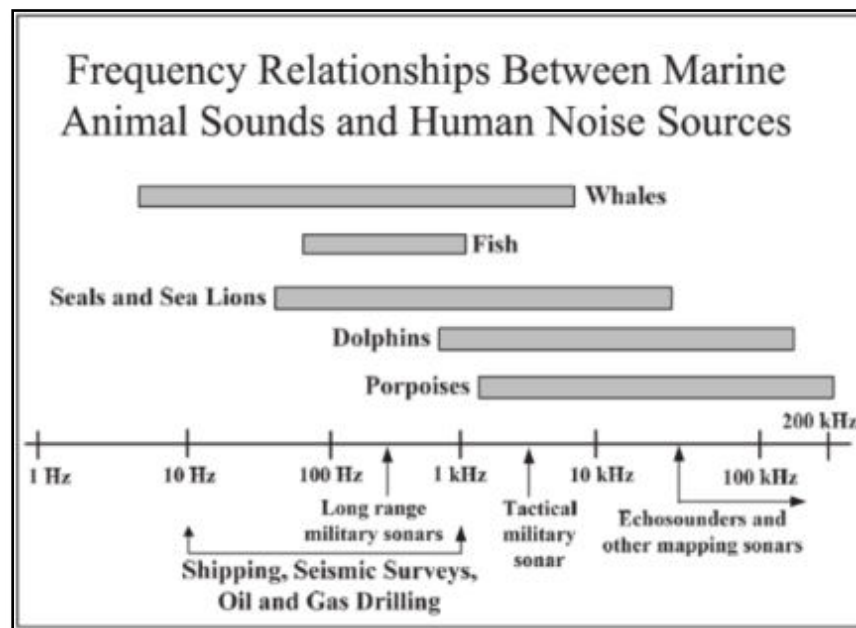 Frequency Relationships Between Marine
Animal Sounds and Human Noise Sources
Whales
Fish
Seals and Sea Lions
Dolphins
Porpoises
200 kHz
1 Hz
10 Hz
100 Hz
1 kHz
10 kHz
100 kHz
Long range
military sonars
Tactical
military
sonar
Echosounders and
other mapping sonars
Shipping, Seismic Surveys,
Oil and Gas Drilling